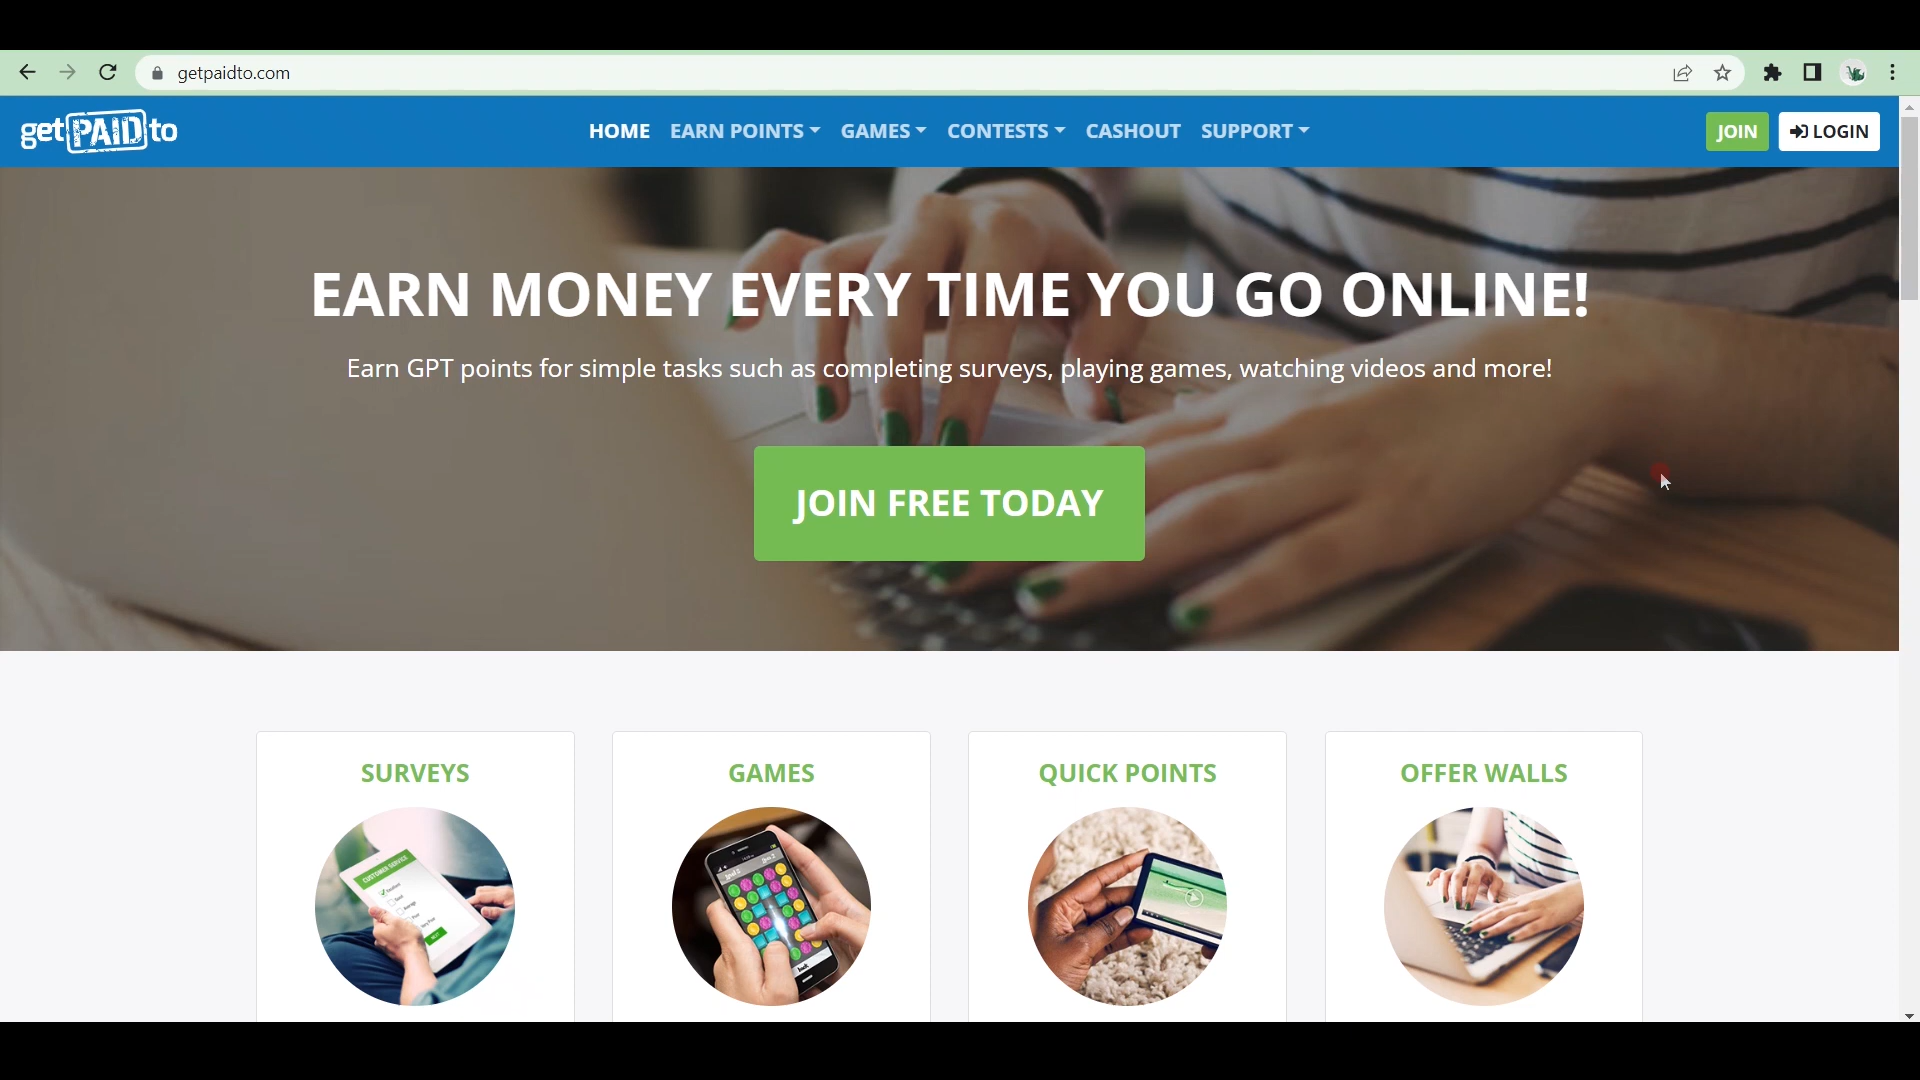 getpaidto.com
getPAIDto
HOME EARN POINTS GAMES CONTESTS CASHOUT SUPPORT JOIN LOGIN
EARN MONEY EVERY TIME YOU GO ONLINE!
Earn GPT points for simple tasks such as completing surveys, playing games, watching videos and more!
JOIN FREE TODAY
SURVEYS GAMES QUICK POINTS OFFER WALLS
CUSTOMER SERVICE